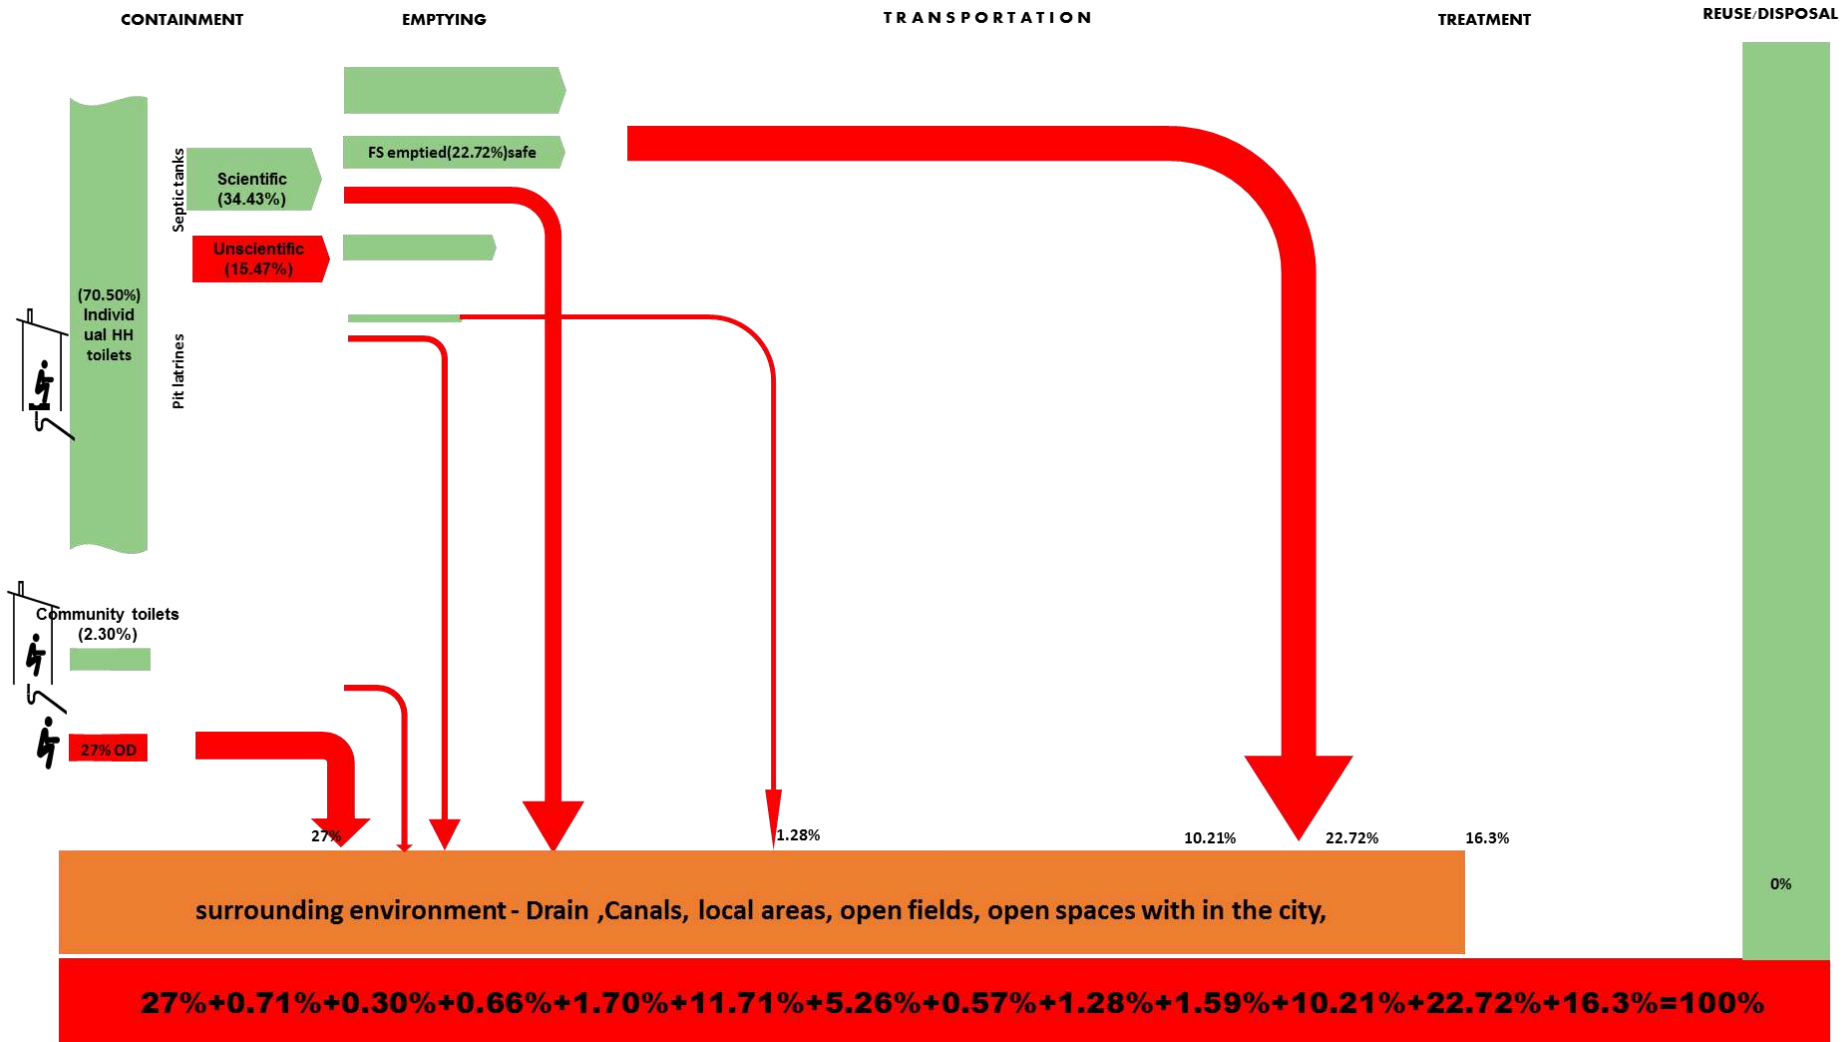 CONTAINMENT
EMPTYING
TRANSPORTATION
TREATMENT
REUSE/DISPOSAL
FS emptied(22.72%)safe
Septic tanks
Scientific
(34.43%)
Unscientific
(15.47%)
(70.50%)
Individ
ual HH
toilets
Pit latrines
Community toilets
(2.30%)
27% OD
27%
1.28%
10.21%
22.72%
16.3%
0%
surrounding environment - Drain ,Canals, local areas, open fields, open spaces with in the city,
27%+0.71%+0.30%+0.66%+1.70%+11.71%+5.26%+0.57%+1.28%+1.59%+10.21%+22.72%+16.3%=100%